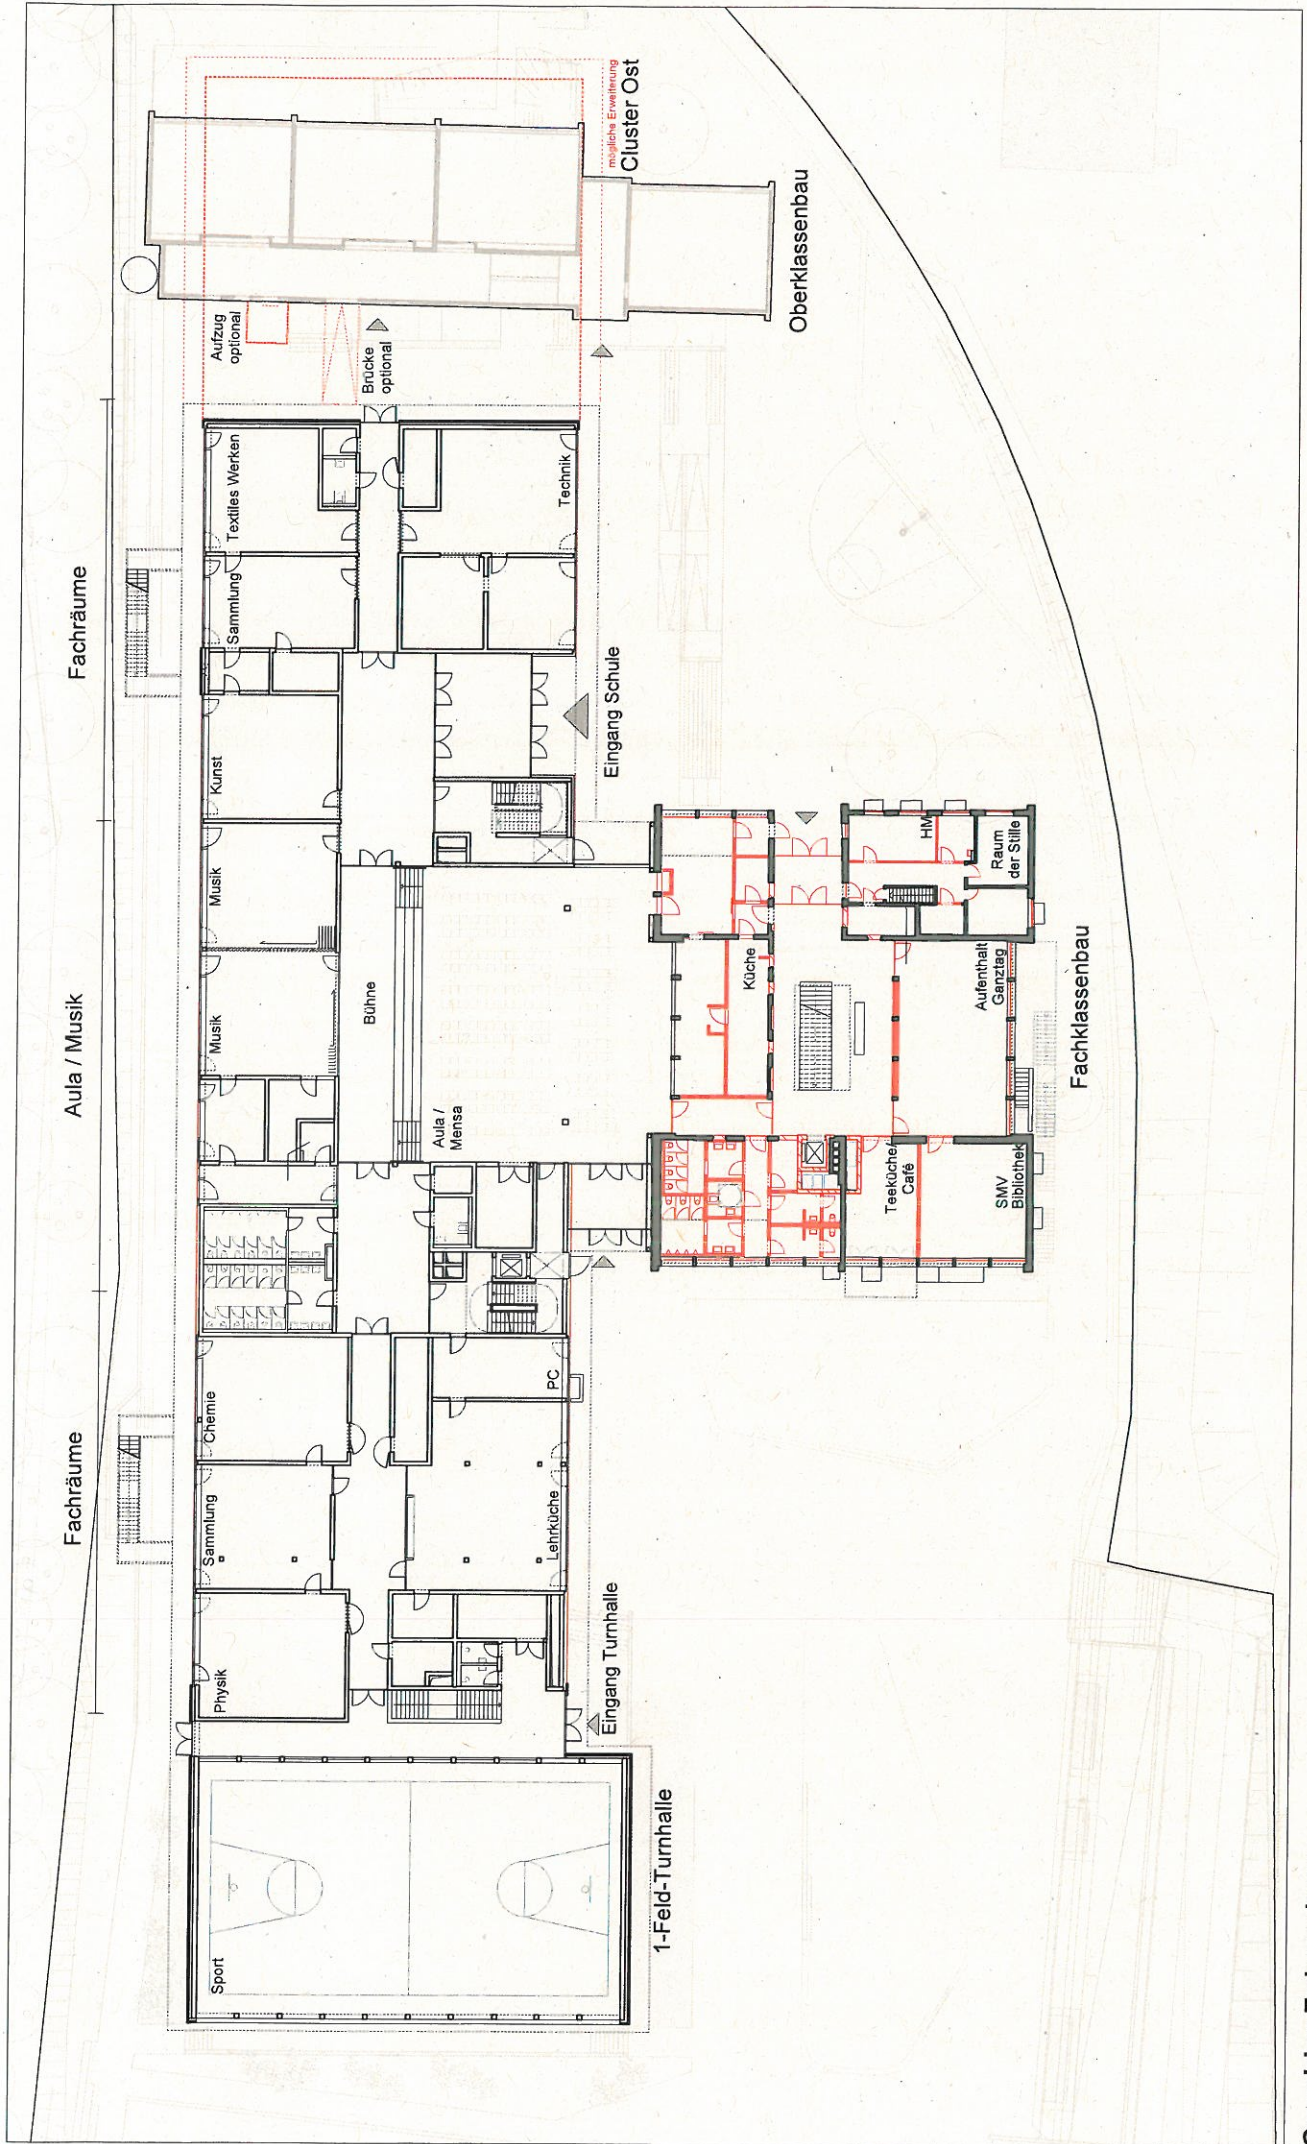 Fachräume
Aula / Musik
Fachräume
Sport
Physik
Sammlung
Chemie
Musik
Musik
Kunst
Sammlung
Textiles Werken
Aufzug
optional
Brücke
optional
mögliche Erweiterung
Cluster Ost
Oberklassenbau
Bühne
Aula /
Mensa
Lehrküche
PC
Technik
Eingang Turnhalle
Eingang Schule
1-Feld-Turnhalle
Küche
HM
Raum
der Stille
Teeküche/
Café
SMV
Bibliothek
Aufenthalt
Ganztag
Fachklassenbau